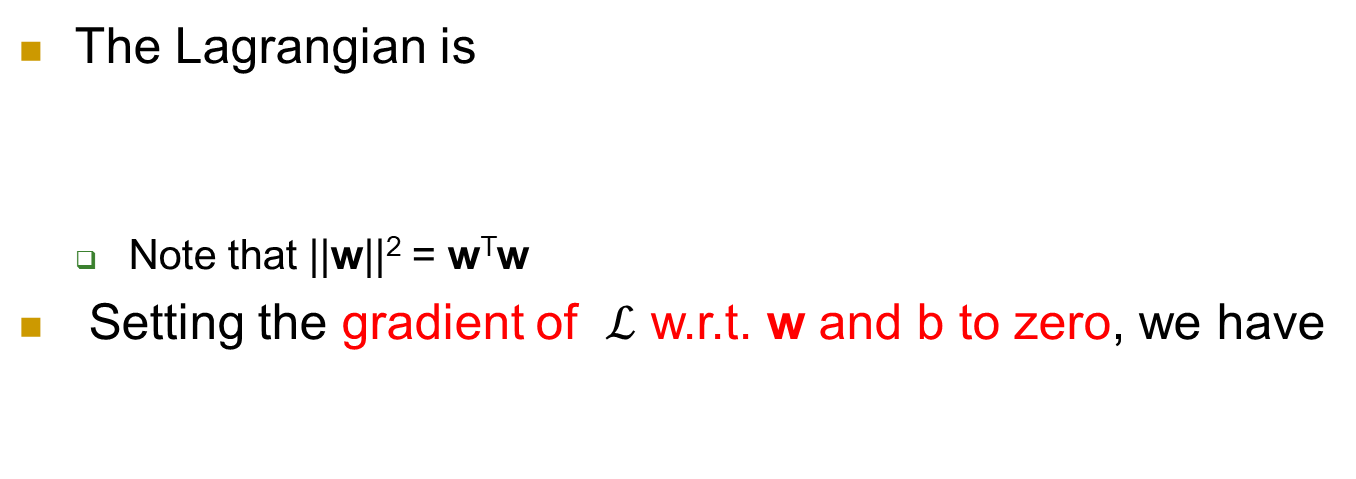 The Lagrangian is
Note that ||w||² = wᵀw
Setting the gradient of ℒ w.r.t. w and b to zero, we have